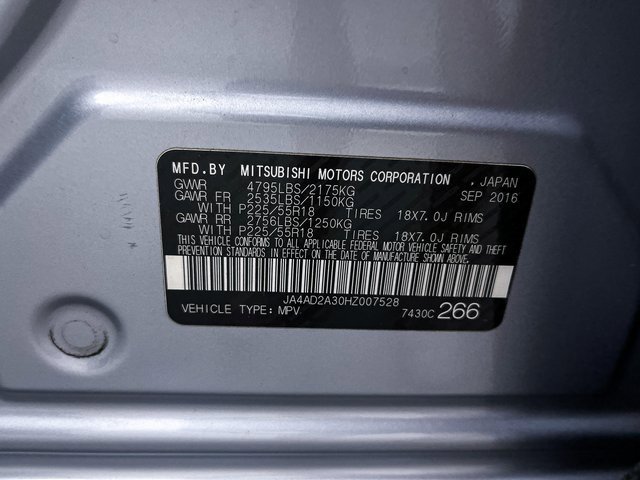 MFD.BY MITSUBISHI MOTORS CORPORATION , JAPAN
GVWR 4795LBS/2175KG SEP 2016
GAWR FR 2535LBS/1150KG
WITH P225/55R18 TIRES 18X7.0J RIMS
GAWR RR 2756LBS/1250KG
WITH P225/55R18 TIRES 18X7.0J RIMS
THIS VEHICLE CONFORMS TO ALL APPLICABLE FEDERAL MOTOR VEHICLE SAFETY AND THEFT
PREVENTION STANDARDS IN EFFECT ON THE DATE OF MANUFACTURE SHOWN ABOVE.
JA4AD2A30HZ007528
VEHICLE TYPE:MPV 7430C 266